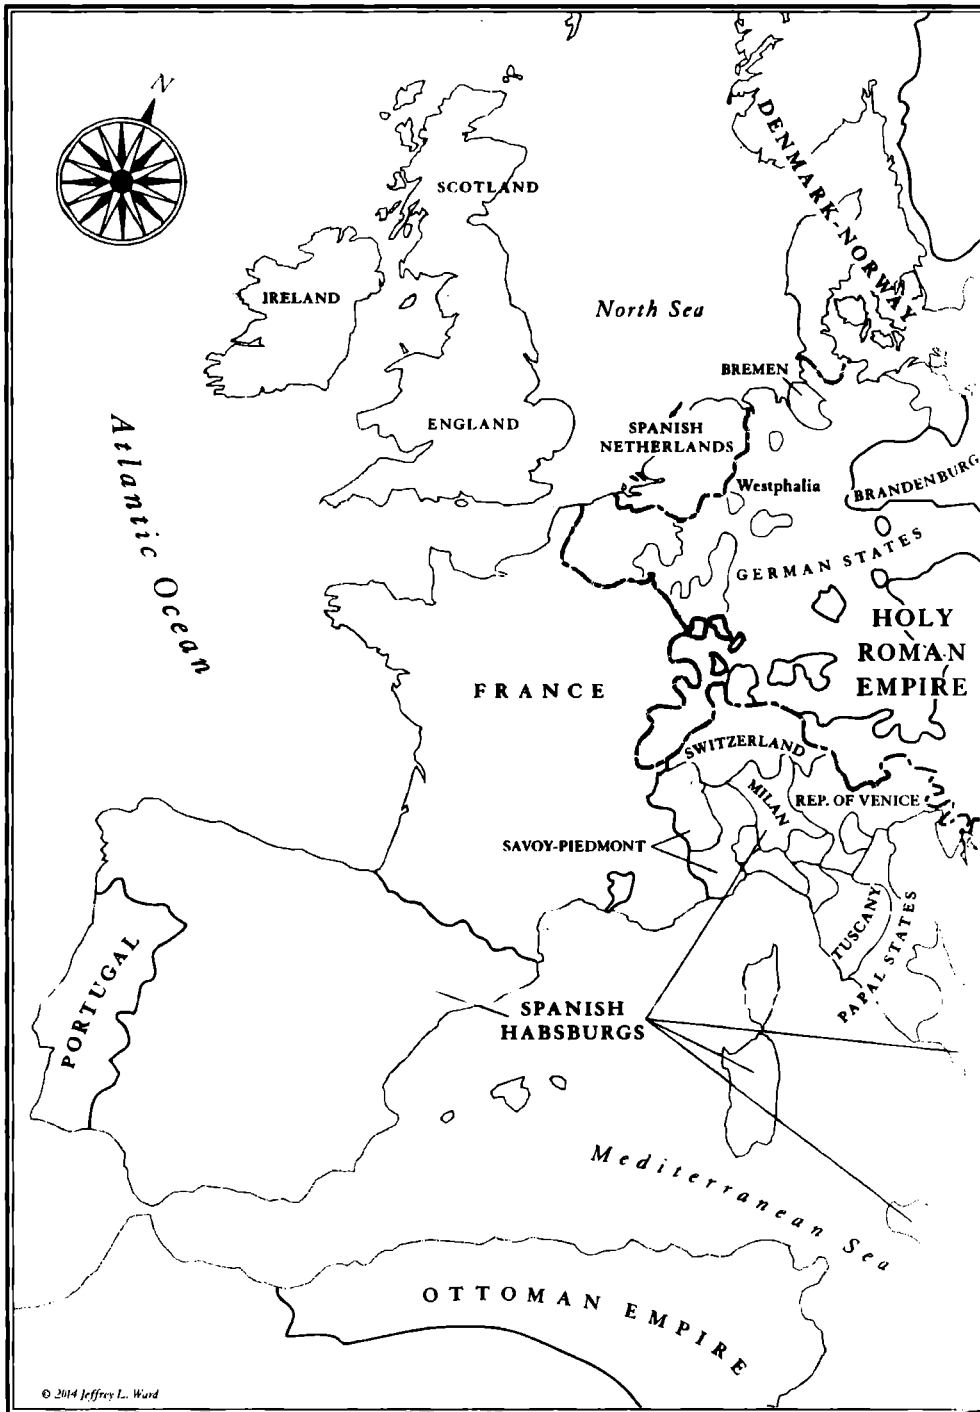 N
SCOTLAND
IRELAND
ENGLAND
North Sea
DENMARK-NORWAY
BREMEN
SPANISH
NETHERLANDS
Westphalia
BRANDENBURG
GERMAN STATES
HOLY
ROMAN
EMPIRE
Atlantic Ocean
FRANCE
SWITZERLAND
MILAN
REP. OF VENICE
SAVOY-PIEDMONT
TUSCANY
PAPAL STATES
PORTUGAL
SPANISH
HABSBURGS
Mediterranean Sea
OTTOMAN EMPIRE
© 2014 Jeffrey L. Ward